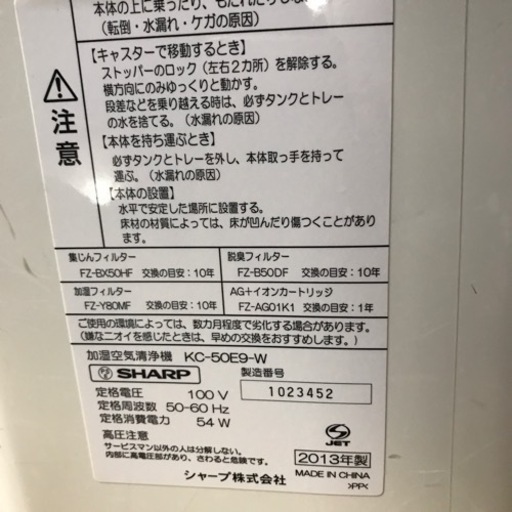 本体の上に乗ったり、もたれたりしない
(転倒・水漏れ・ケガの原因)
注意
【キャスターで移動するとき】
ストッパーのロック(左右2カ所)を解除する。
横方向にのみゆっくりと動かす。
段差などを乗り越える時は、必ずタンクとトレー
の水を捨てる。(水漏れの原因)
【本体を持ち運ぶとき】
必ずタンクとトレーを外し、本体取っ手を持って
運ぶ。(水漏れの原因)
【本体の設置】
水平で安定した場所に設置する。
床材の材質によっては、床が凹んだり傷つくことがあり
ます。
集じんフィルター
FZ-BX50HF 交換の目安:10年
脱臭フィルター
FZ-B50DF 交換の目安:10年
加湿フィルター
FZ-Y80MF 交換の目安:10年
AG+イオンカートリッジ
FZ-AG01K1 交換の目安:1年
ご使用の環境によっては、数カ月程度で劣化する場合があります。
(嫌なニオイを感じたときは、早めの交換をおすすめします。)
加湿空気清浄機 KC-50E9-W
SHARP
製造番号
1023452
定格電圧 100 V
定格周波数 50-60 Hz
定格消費電力 54 W
高圧注意
サービスマン以外の人は分解しないでください。
内部に高電圧部があり、さわると危険です。
JET
2013年製
MADE IN CHINA
シャープ株式会社
>PP<